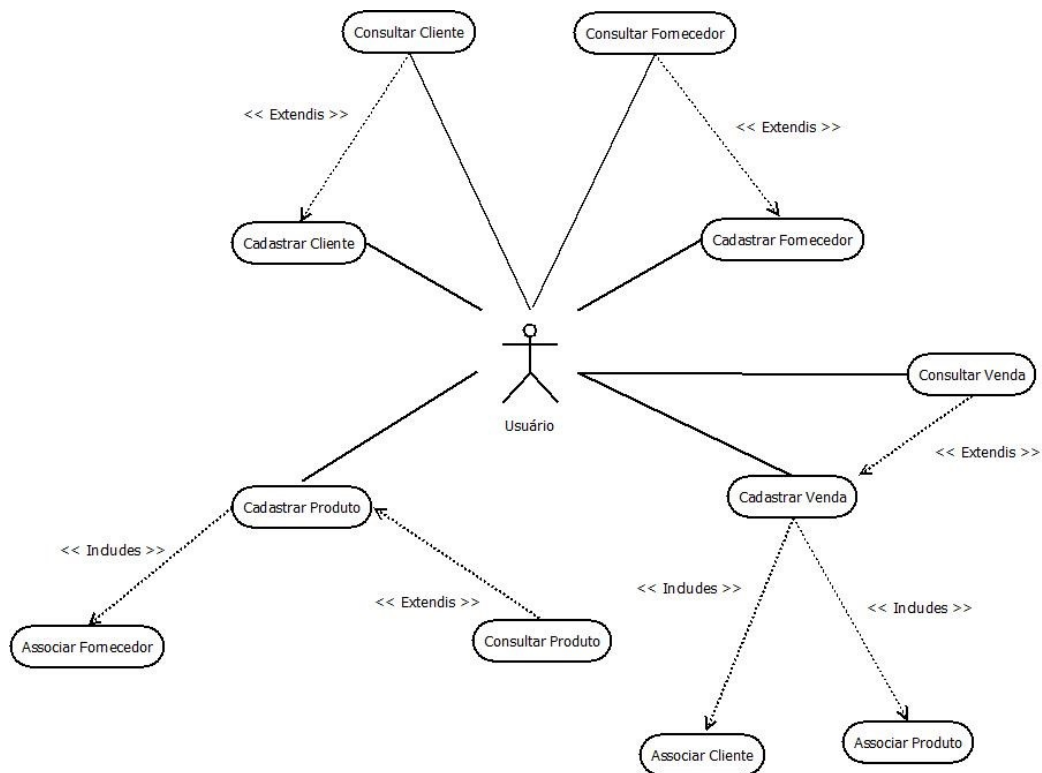 Consultar Cliente
Consultar Fornecedor
<< Extendis >>
<< Extendis >>
Cadastrar Cliente
Cadastrar Fornecedor
Consultar Venda
Usuário
<< Extendis >>
Cadastrar Produto
Cadastrar Venda
<< Includes >>
<< Includes >>
<< Extendis >>
<< Includes >>
Associar Fornecedor
Consultar Produto
Associar Cliente
Associar Produto